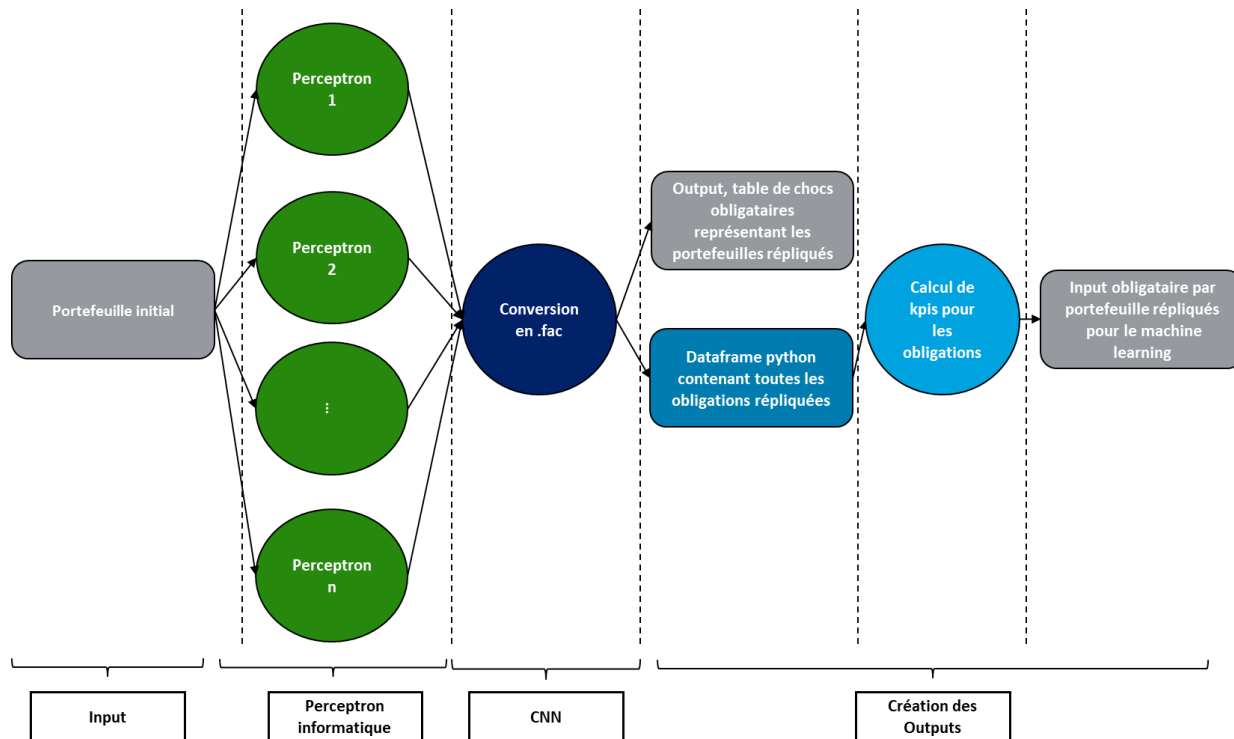 Perceptron
1
Perceptron
2
...
Perceptron
n
Portefeuille initial
Conversion
en .fac
Output, table de chocs
obligataires
représentant les
portefeuilles répliqués
Dataframe python
contenant toutes les
obligations répliquées
Calcul de
kpis pour
les
obligations
Input obligataire par
portefeuille répliqués
pour le machine
learning
Input
Perceptron
informatique
CNN
Création des
Outputs